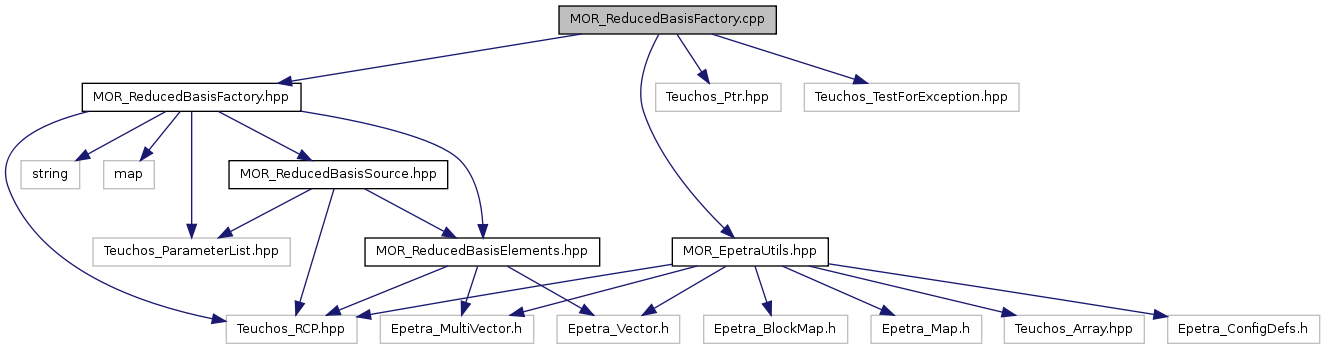 MOR_ReducedBasisFactory.cpp
MOR_ReducedBasisFactory.hpp
Teuchos_Ptr.hpp
Teuchos_TestForException.hpp
string
map
MOR_ReducedBasisSource.hpp
Teuchos_ParameterList.hpp
MOR_ReducedBasisElements.hpp
MOR_EpetraUtils.hpp
Teuchos_RCP.hpp
Epetra_MultiVector.h
Epetra_Vector.h
Epetra_BlockMap.h
Epetra_Map.h
Teuchos_Array.hpp
Epetra_ConfigDefs.h